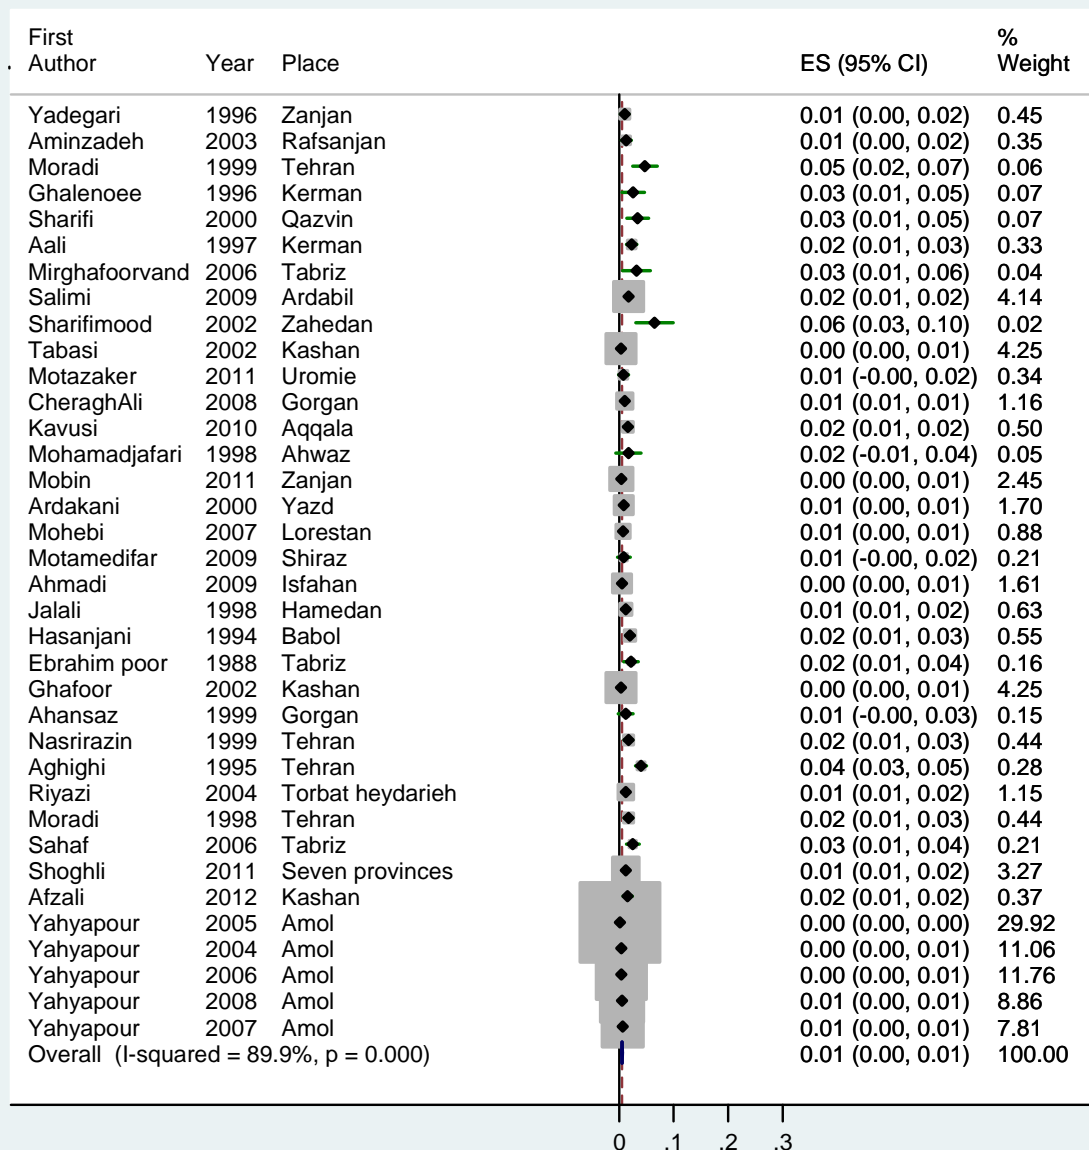 First %
. Author Year Place ES (95% CI) Weight
Yadegari 1996 Zanjan 0.01 (0.00, 0.02) 0.45
Aminzadeh 2003 Rafsanjan 0.01 (0.00, 0.02) 0.35
Moradi 1999 Tehran 0.05 (0.02, 0.07) 0.06
Ghalenoee 1996 Kerman 0.03 (0.01, 0.05) 0.07
Sharifi 2000 Qazvin 0.03 (0.01, 0.05) 0.07
Aali 1997 Kerman 0.02 (0.01, 0.03) 0.33
Mirghafoorvand 2006 Tabriz 0.03 (0.01, 0.06) 0.04
Salimi 2009 Ardabil 0.02 (0.01, 0.02) 4.14
Sharifimood 2002 Zahedan 0.06 (0.03, 0.10) 0.02
Tabasi 2002 Kashan 0.00 (0.00, 0.01) 4.25
Motazaker 2011 Uromie 0.01 (-0.00, 0.02) 0.34
CheraghAli 2008 Gorgan 0.01 (0.01, 0.01) 1.16
Kavusi 2010 Aqqala 0.02 (0.01, 0.02) 0.50
Mohamadjafari 1998 Ahwaz 0.02 (-0.01, 0.04) 0.05
Mobin 2011 Zanjan 0.00 (0.00, 0.01) 2.45
Ardakani 2000 Yazd 0.01 (0.00, 0.01) 1.70
Mohebi 2007 Lorestan 0.01 (0.00, 0.01) 0.88
Motamedifar 2009 Shiraz 0.01 (-0.00, 0.02) 0.21
Ahmadi 2009 Isfahan 0.00 (0.00, 0.01) 1.61
Jalali 1998 Hamedan 0.01 (0.01, 0.02) 0.63
Hasanjani 1994 Babol 0.02 (0.01, 0.03) 0.55
Ebrahim poor 1988 Tabriz 0.02 (0.01, 0.04) 0.16
Ghafoor 2002 Kashan 0.00 (0.00, 0.01) 4.25
Ahansaz 1999 Gorgan 0.01 (-0.00, 0.03) 0.15
Nasrirazin 1999 Tehran 0.02 (0.01, 0.03) 0.44
Aghighi 1995 Tehran 0.04 (0.03, 0.05) 0.28
Riyazi 2004 Torbat heydarieh 0.01 (0.01, 0.02) 1.15
Moradi 1998 Tehran 0.02 (0.01, 0.03) 0.44
Sahaf 2006 Tabriz 0.03 (0.01, 0.04) 0.21
Shoghli 2011 Seven provinces 0.01 (0.01, 0.02) 3.27
Afzali 2012 Kashan 0.02 (0.01, 0.02) 0.37
Yahyapour 2005 Amol 0.00 (0.00, 0.00) 29.92
Yahyapour 2004 Amol 0.00 (0.00, 0.01) 11.06
Yahyapour 2006 Amol 0.00 (0.00, 0.01) 11.76
Yahyapour 2008 Amol 0.01 (0.00, 0.01) 8.86
Yahyapour 2007 Amol 0.01 (0.00, 0.01) 7.81
Overall (I-squared = 89.9%, p = 0.000) 0.01 (0.00, 0.01) 100.00
0 .1 .2 .3